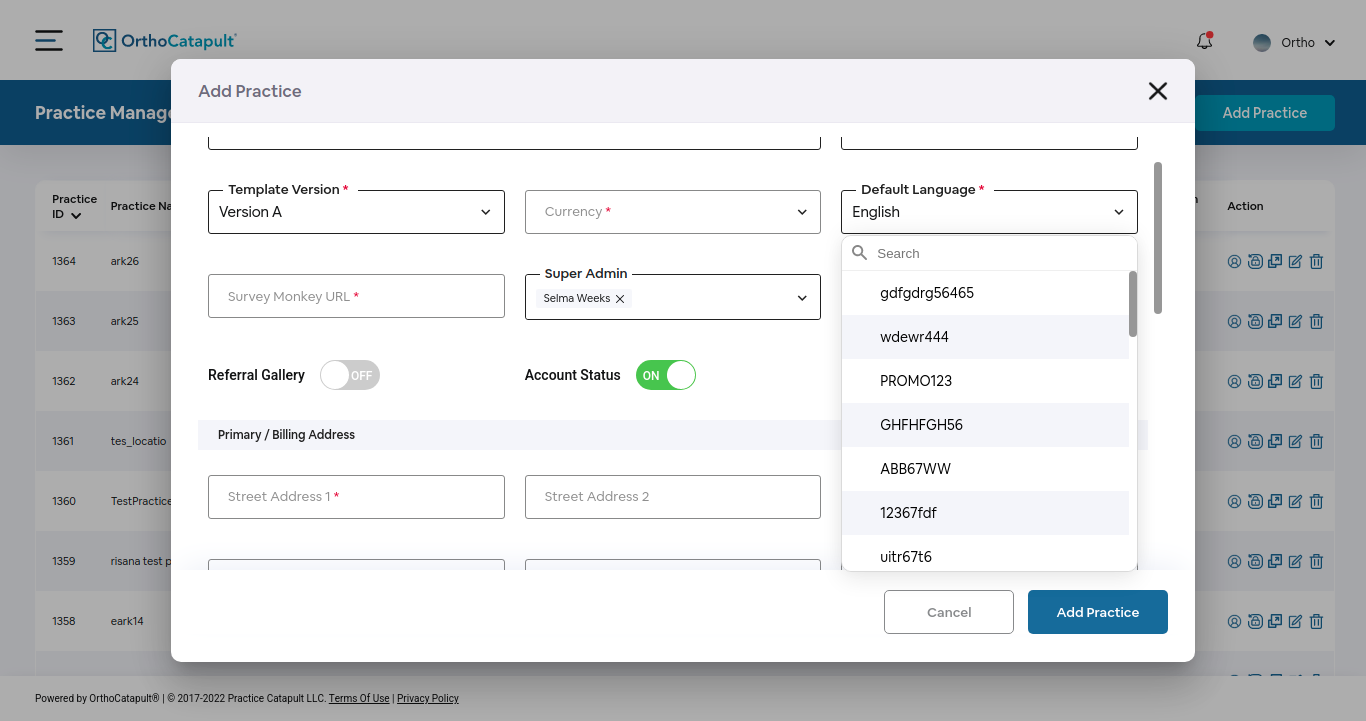 OrthoCatapult®
Ortho
Practice Manage
Add Practice
Add Practice
Practice ID
Practice Na
Action
Template Version *
Version A
Currency *
Default Language *
English
Search
gdfgdrg56465
wdewr444
PROMO123
GHFHFGH56
ABB67WW
12367fdf
uitr67t6
Survey Monkey URL *
Super Admin
Selma Weeks
Referral Gallery
OFF
Account Status
ON
Primary / Billing Address
Street Address 1 *
Street Address 2
Cancel
Add Practice
1364 ark26
1363 ark25
1362 ark24
1361 tes_locatio
1360 TestPractice
1359 risana test p
1358 eark14
Powered by OrthoCatapult® | © 2017-2022 Practice Catapult LLC. Terms Of Use | Privacy Policy